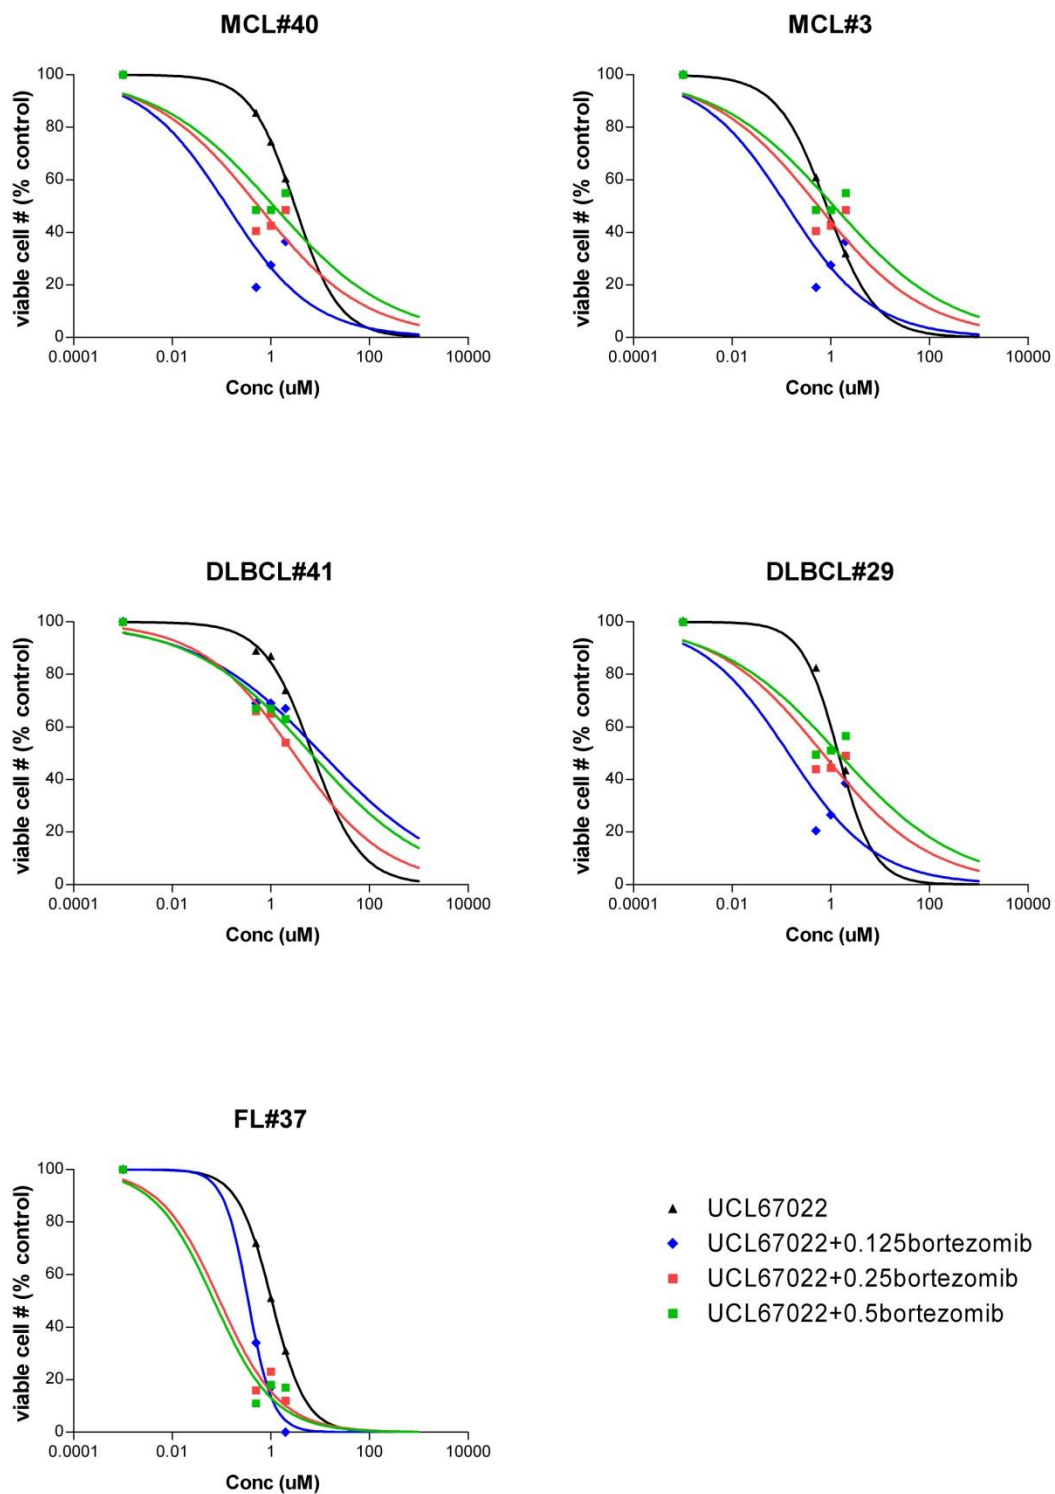 MCL#40
viable cell # (% control)
100
80
60
40
20
0
0.0001
0.01
1
100
10000
Conc (uM)
MCL#3
viable cell # (% control)
100
80
60
40
20
0
0.0001
0.01
1
100
10000
Conc (uM)
DLBCL#41
viable cell # (% control)
100
80
60
40
20
0
0.0001
0.01
1
100
10000
Conc (uM)
DLBCL#29
viable cell # (% control)
100
80
60
40
20
0
0.0001
0.01
1
100
10000
Conc (uM)
FL#37
viable cell # (% control)
100
80
60
40
20
0
0.0001
0.01
1
100
10000
Conc (uM)
UCL67022
UCL67022+0.125bortezomib
UCL67022+0.25bortezomib
UCL67022+0.5bortezomib